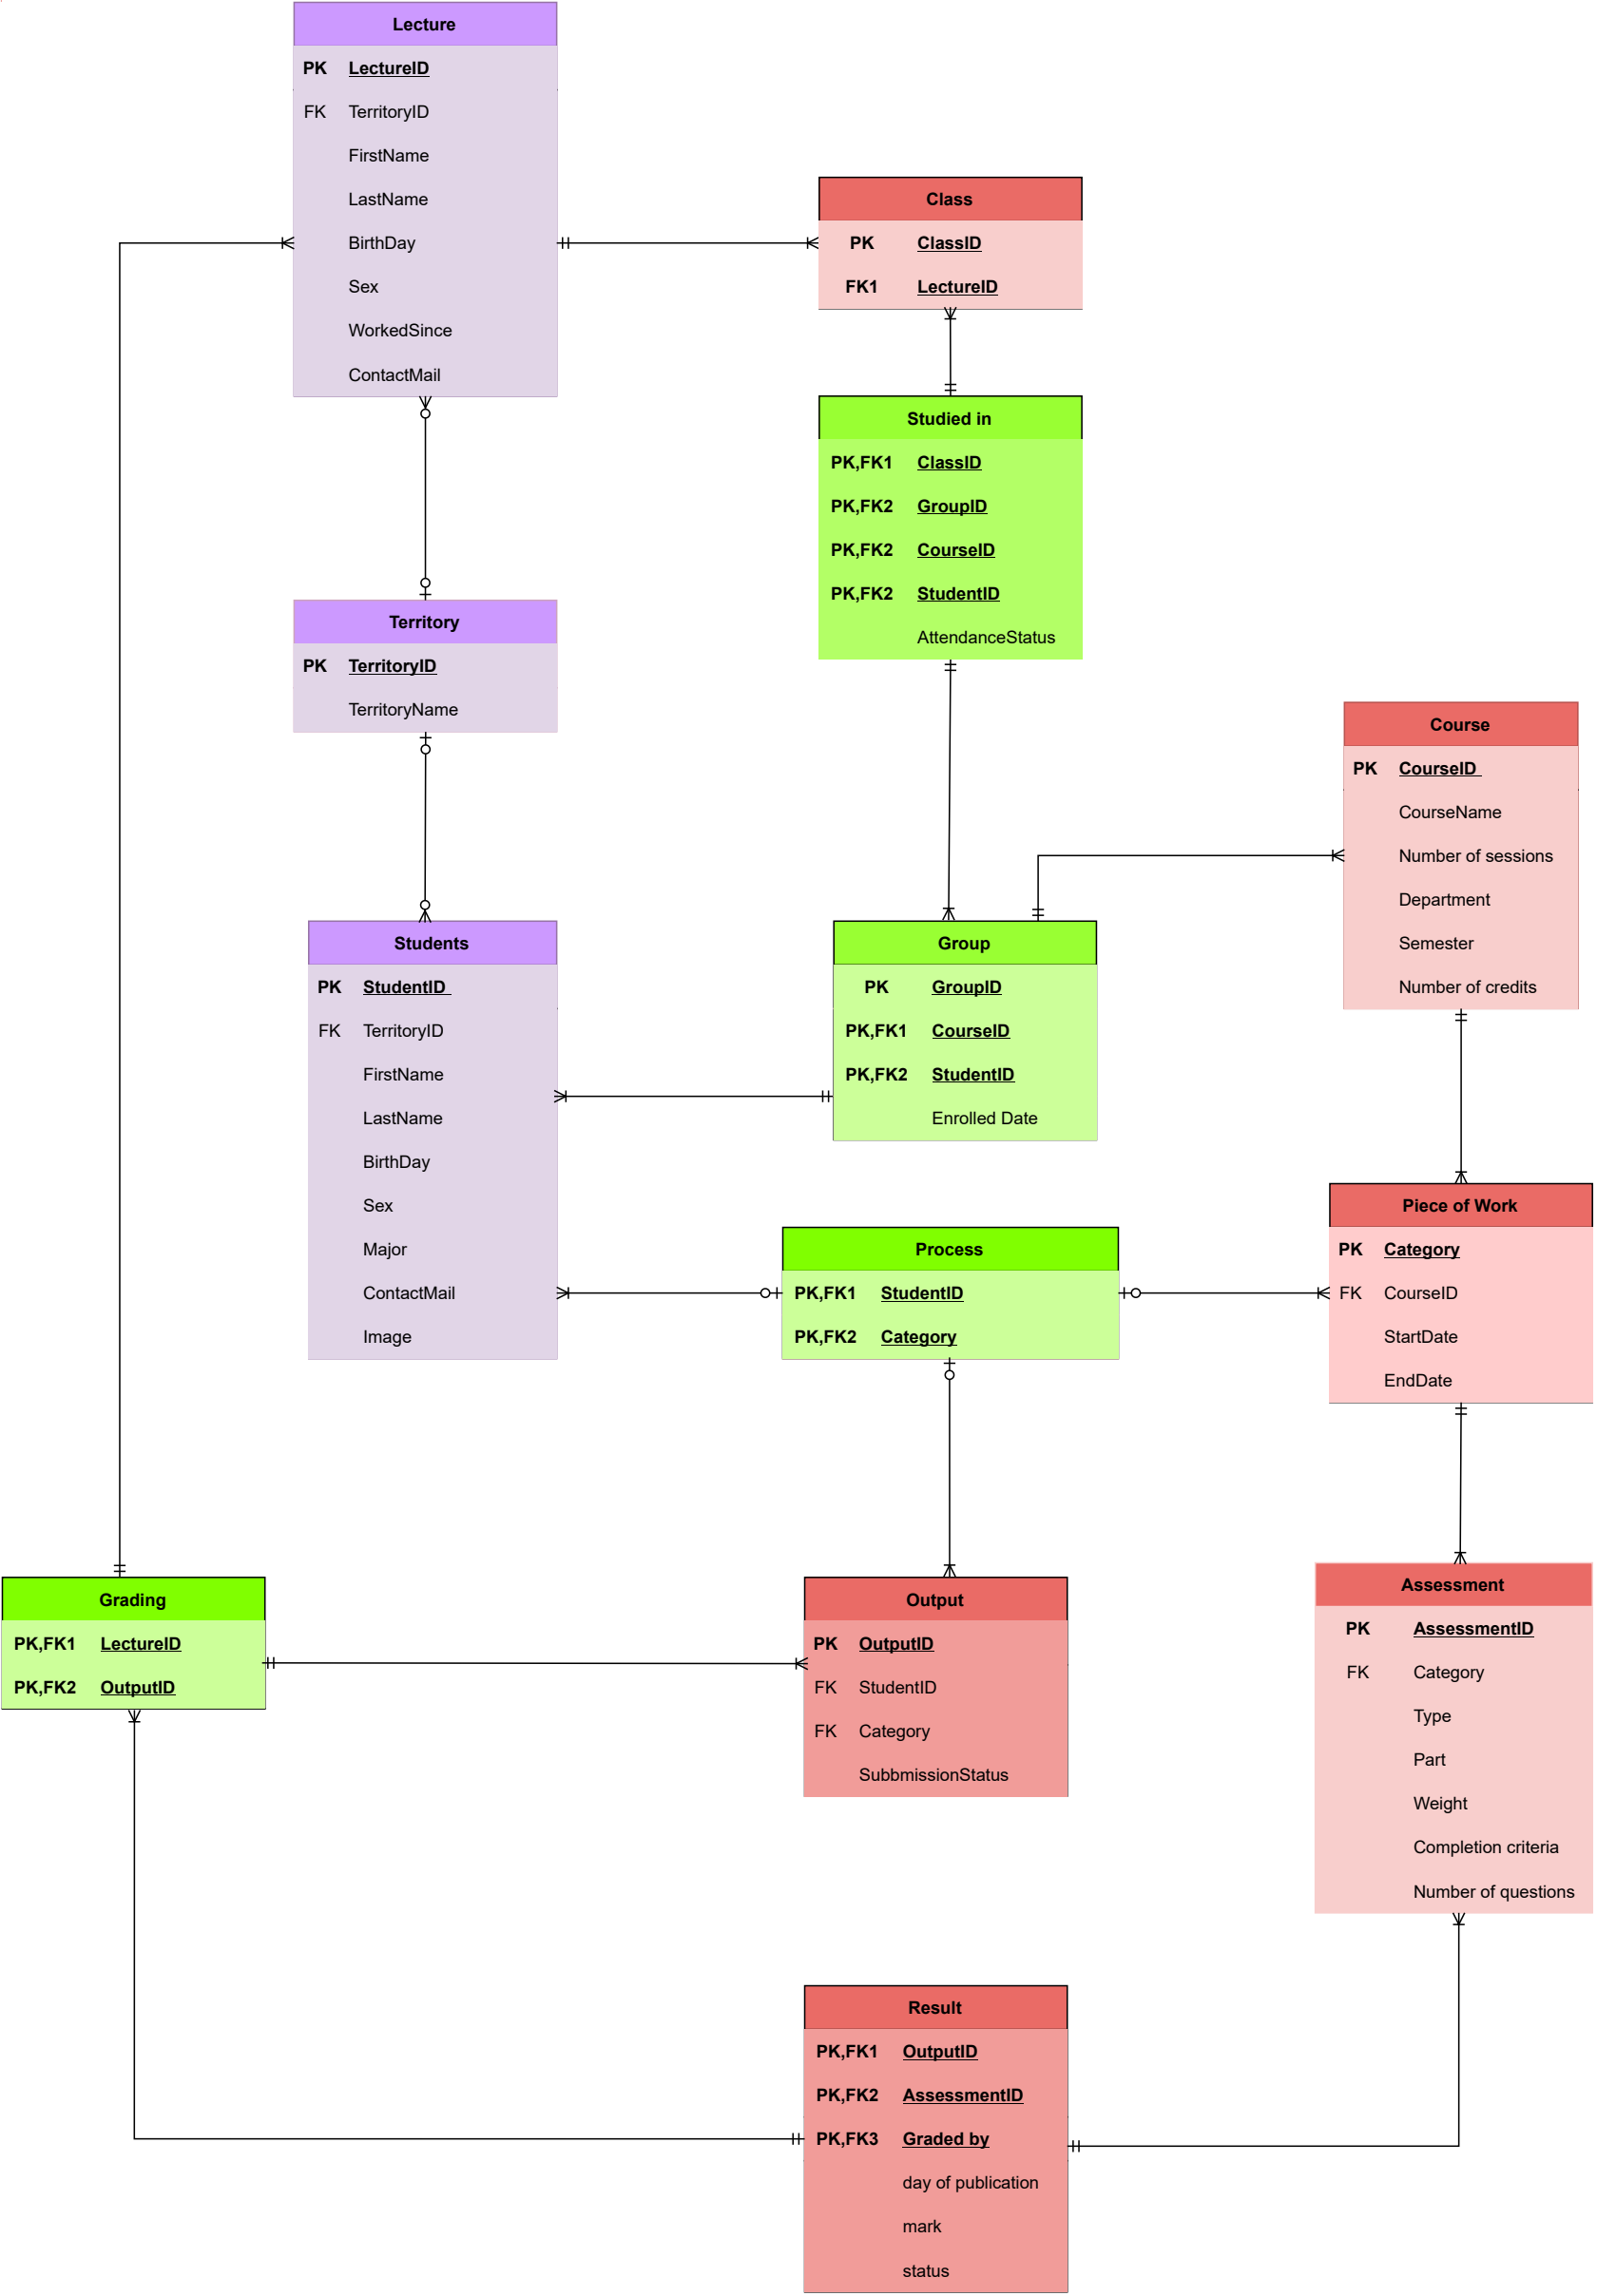 Lecture
PK LectureID
FK TerritoryID
FirstName
LastName
BirthDay
Sex
WorkedSince
ContactMail
Class
PK ClassID
FK1 LectureID
Studied in
PK,FK1 ClassID
PK,FK2 GroupID
PK,FK2 CourseID
PK,FK2 StudentID
AttendanceStatus
Territory
PK TerritoryID
TerritoryName
Course
PK CourseID
CourseName
Number of sessions
Department
Semester
Number of credits
Students
PK StudentID
FK TerritoryID
FirstName
LastName
BirthDay
Sex
Major
ContactMail
Image
Group
PK GroupID
PK,FK1 CourseID
PK,FK2 StudentID
Enrolled Date
Process
PK,FK1 StudentID
PK,FK2 Category
Piece of Work
PK Category
FK CourseID
StartDate
EndDate
Grading
PK,FK1 LectureID
PK,FK2 OutputID
Output
PK OutputID
FK StudentID
FK Category
SubbmissionStatus
Assessment
PK AssessmentID
FK Category
Type
Part
Weight
Completion criteria
Number of questions
Result
PK,FK1 OutputID
PK,FK2 AssessmentID
PK,FK3 Graded by
day of publication
mark
status